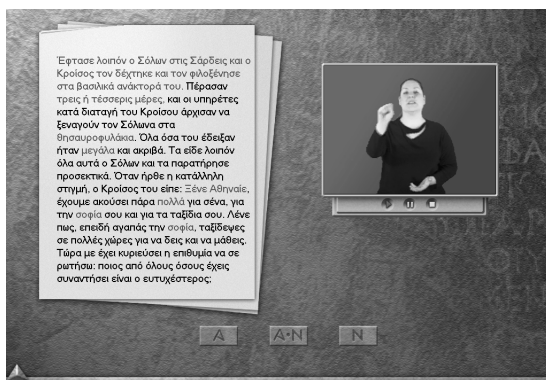 Έφτασε λοιπόν ο Σόλων στις Σάρδεις και ο
Κροίσος τον δέχτηκε και τον φιλοξένησε
στα βασιλικά ανάκτορά του. Πέρασαν
τρεις ή τέσσερις μέρες, και οι υπηρέτες
κατά διαταγή του Κροίσου άρχισαν να
ξεναγούν τον Σόλωνα στα
θησαυροφυλάκια. Όλα όσα του έδειξαν
ήταν μεγάλα και ακριβά. Τα είδε λοιπόν
όλα αυτά ο Σόλων και τα παρατήρησε
προσεκτικά. Όταν ήρθε η κατάλληλη
στιγμή, ο Κροίσος του είπε: Ξένε Αθηναίε,
έχουμε ακούσει πάρα πολλά για σένα, για
την σοφία σου και για τα ταξίδια σου. Λένε
πως, επειδή αγαπάς την σοφία, ταξίδεψες
σε πολλές χώρες για να δεις και να μάθεις.
Τώρα με έχει κυριεύσει η επιθυμία να σε
ρωτήσω: ποιος από όλους όσους έχεις
συναντήσει είναι ο ευτυχέστερος;
Α Α·Ν Ν